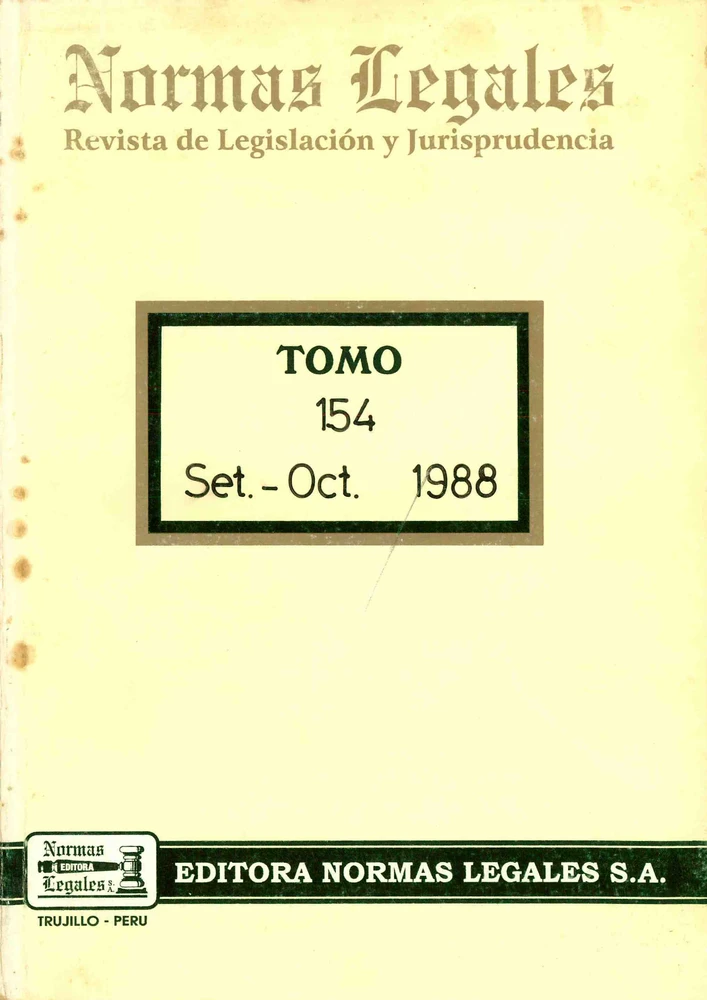 Normas Legales
Revista de Legislación y Jurisprudencia
TOMO
154
Set. - Oct. 1988
Normas
EDITORA
Legales S.A.
EDITORA NORMAS LEGALES S.A.
TRUJILLO - PERU